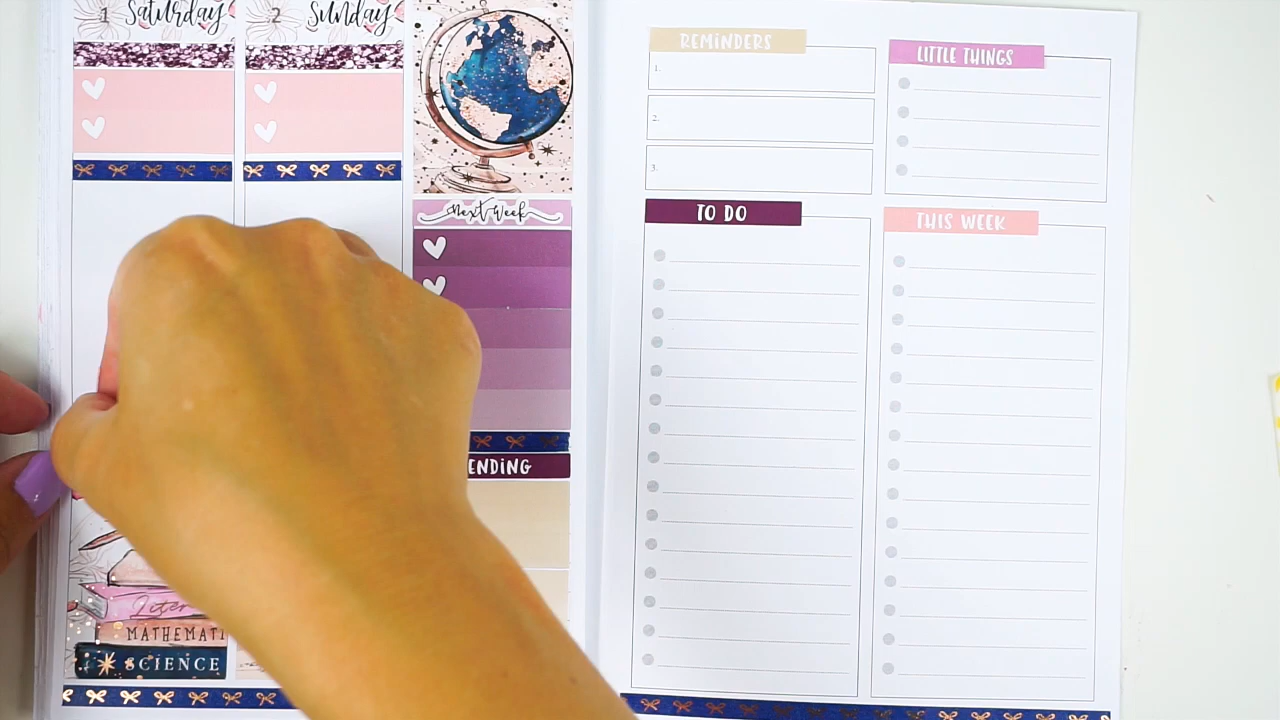 1 Saturday
2 Sunday
next week
ENDING
Liter
MATHEMATI
SCIENCE
REMINDERS
1.
2.
3.
LITTLE THINGS
TO DO
THIS WEEK